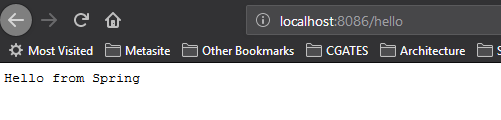 localhost:8086/hello
Most Visited Metasite Other Bookmarks CGATES Architecture
Hello from Spring